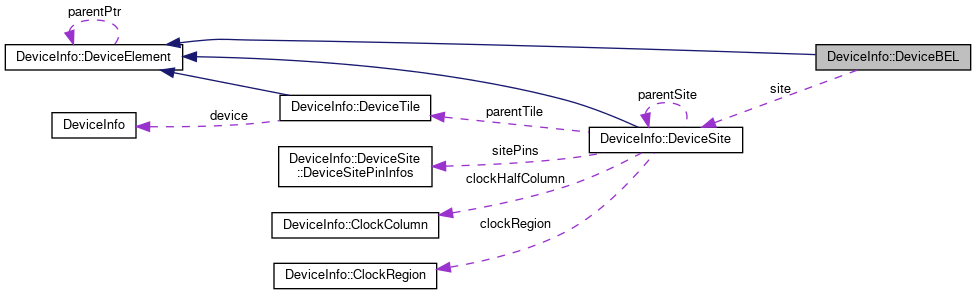 parentPtr
DeviceInfo::DeviceElement
DeviceInfo::DeviceBEL
site
parentSite
DeviceInfo::DeviceTile
parentTile
device
DeviceInfo
DeviceInfo::DeviceSite
sitePins
DeviceInfo::DeviceSite
::DeviceSitePinInfos
clockHalfColumn
DeviceInfo::ClockColumn
clockRegion
DeviceInfo::ClockRegion